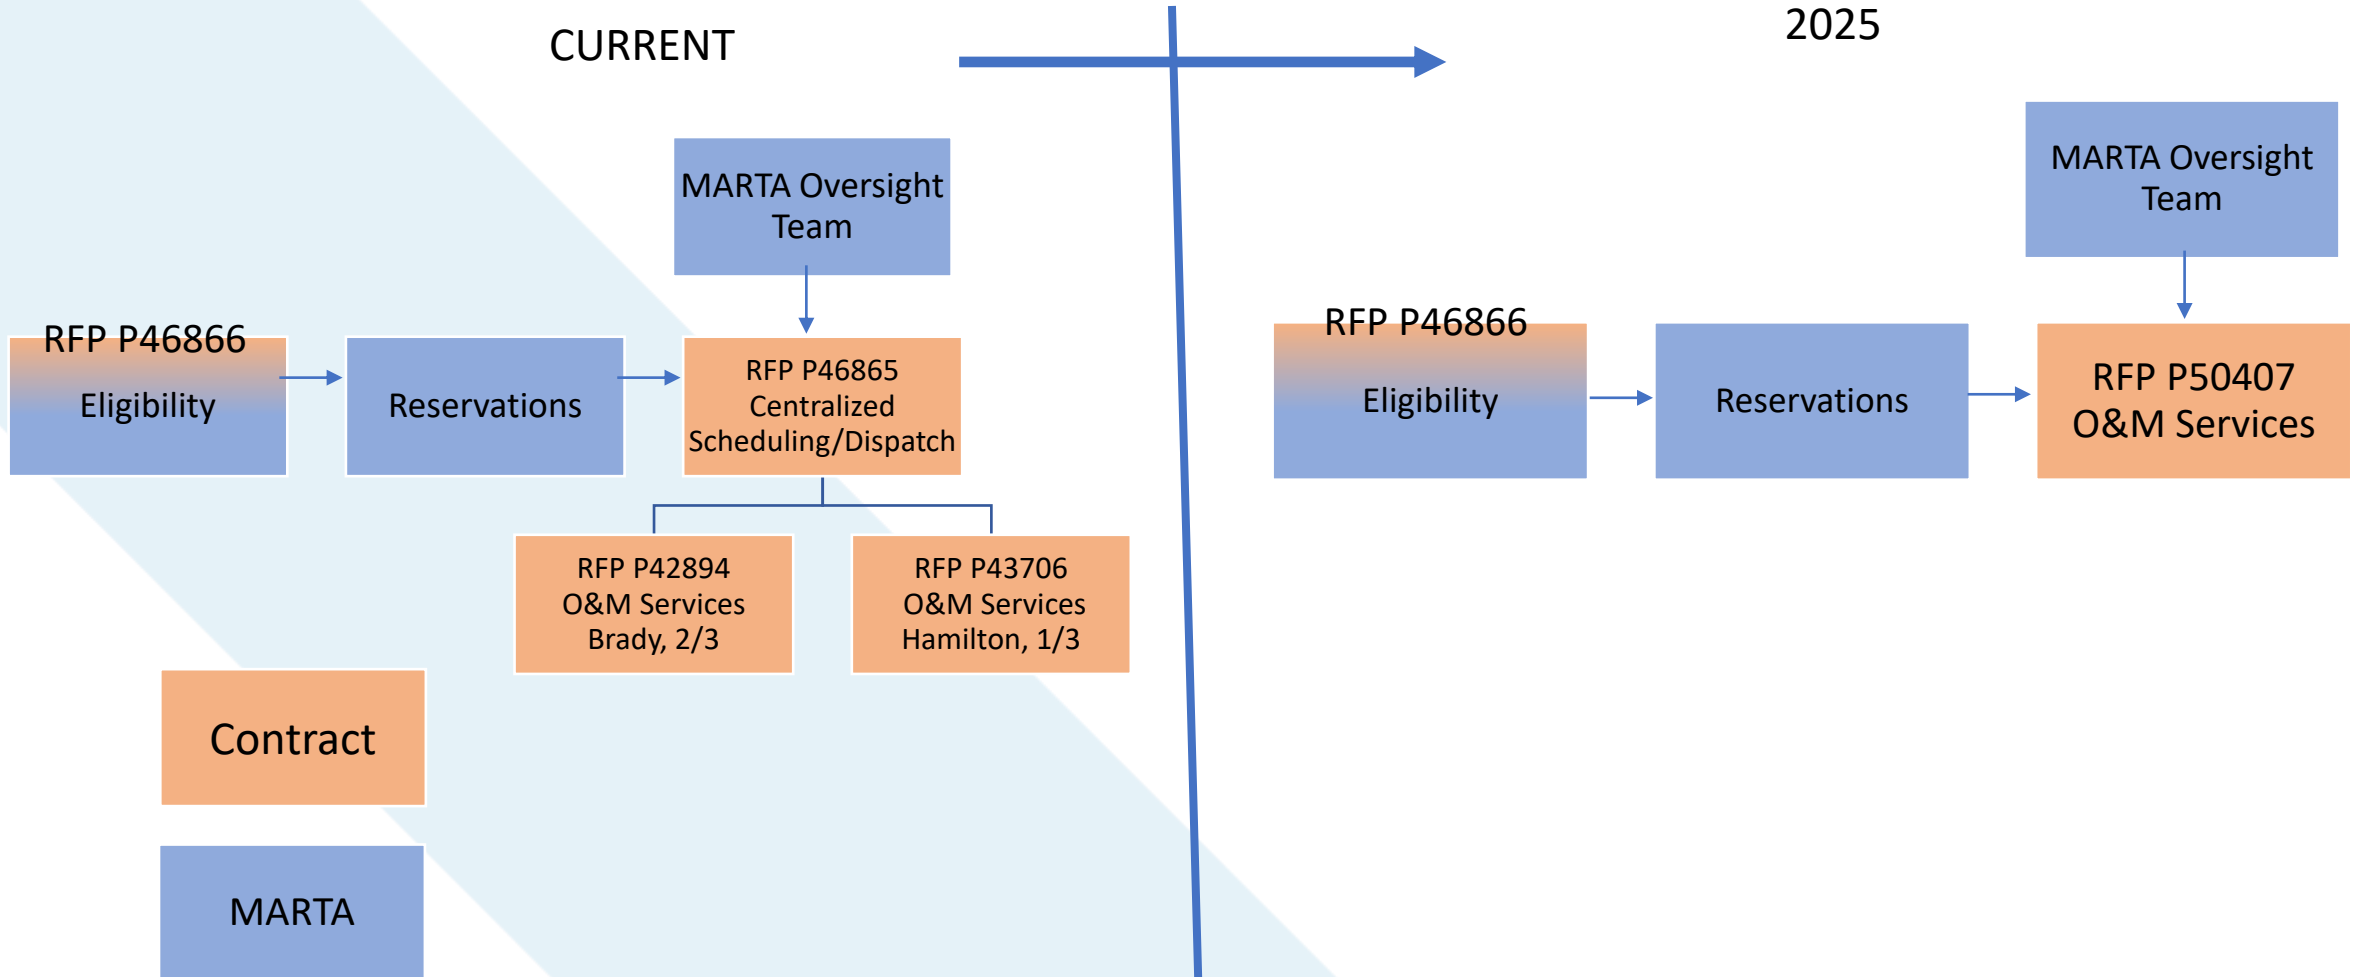 CURRENT
MARTA Oversight
Team
RFP P46866
Eligibility
Reservations
RFP P46865
Centralized
Scheduling/Dispatch
RFP P42894
O&M Services
Brady, 2/3
RFP P43706
O&M Services
Hamilton, 1/3
Contract
MARTA
2025
MARTA Oversight
Team
RFP P46866
Eligibility
Reservations
RFP P50407
O&M Services